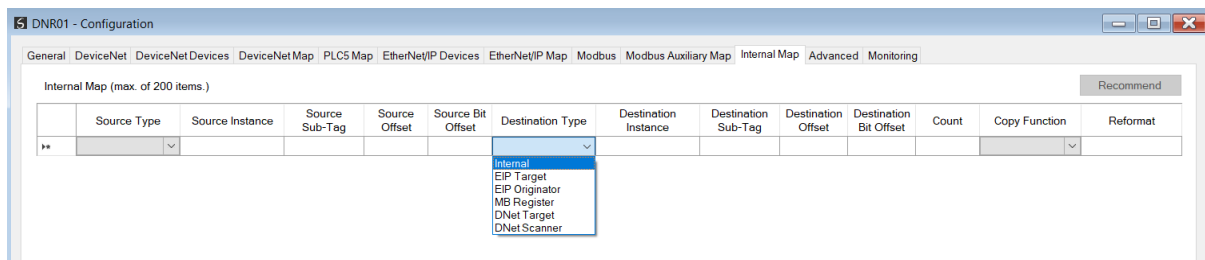 DNR01 - Configuration
General DeviceNet DeviceNet Devices DeviceNet Map PLC5 Map EtherNet/IP Devices EtherNet/IP Map Modbus Modbus Auxiliary Map Internal Map Advanced Monitoring
Internal Map (max. of 200 items.) Recommend
Source Type Source Instance Source Sub-Tag Source Offset Source Bit Offset Destination Type Destination Instance Destination Sub-Tag Destination Offset Destination Bit Offset Count Copy Function Reformat
Internal
EIP Target
EIP Originator
MB Register
DNet Target
DNet Scanner